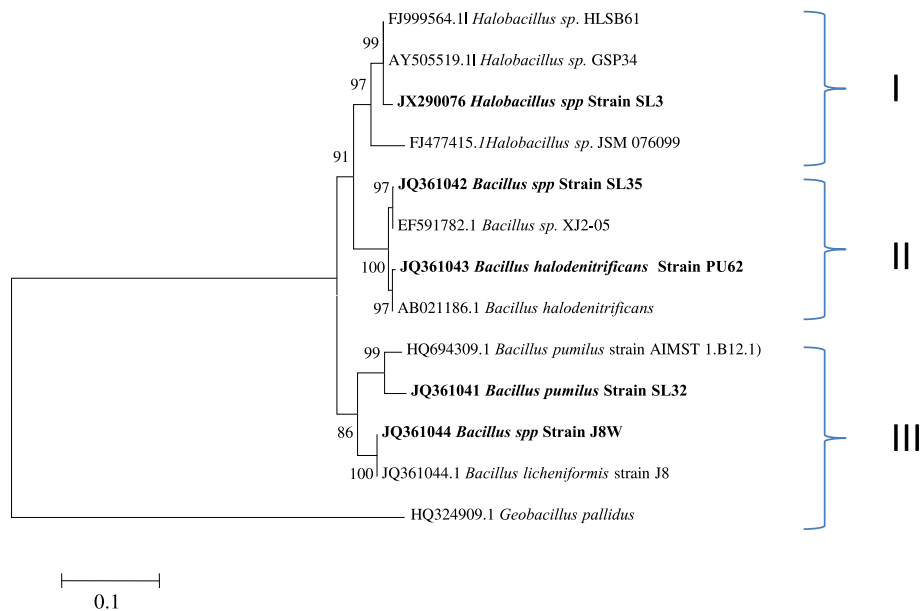 FJ999564.1l Halobacillus sp. HLSB61
99
AY505519.1l Halobacillus sp. GSP34
I
97
JX290076 Halobacillus spp Strain SL3
FJ477415.1Halobacillus sp. JSM 076099
91
97 JQ361042 Bacillus spp Strain SL35
EF591782.1 Bacillus sp. XJ2-05
II
100 JQ361043 Bacillus halodenitrificans Strain PU62
97 AB021186.1 Bacillus halodenitrificans
HQ694309.1 Bacillus pumilus strain AIMST 1.B12.1)
99
JQ361041 Bacillus pumilus Strain SL32
86
JQ361044 Bacillus spp Strain J8W
III
100 JQ361044.1 Bacillus licheniformis strain J8
HQ324909.1 Geobacillus pallidus
0.1